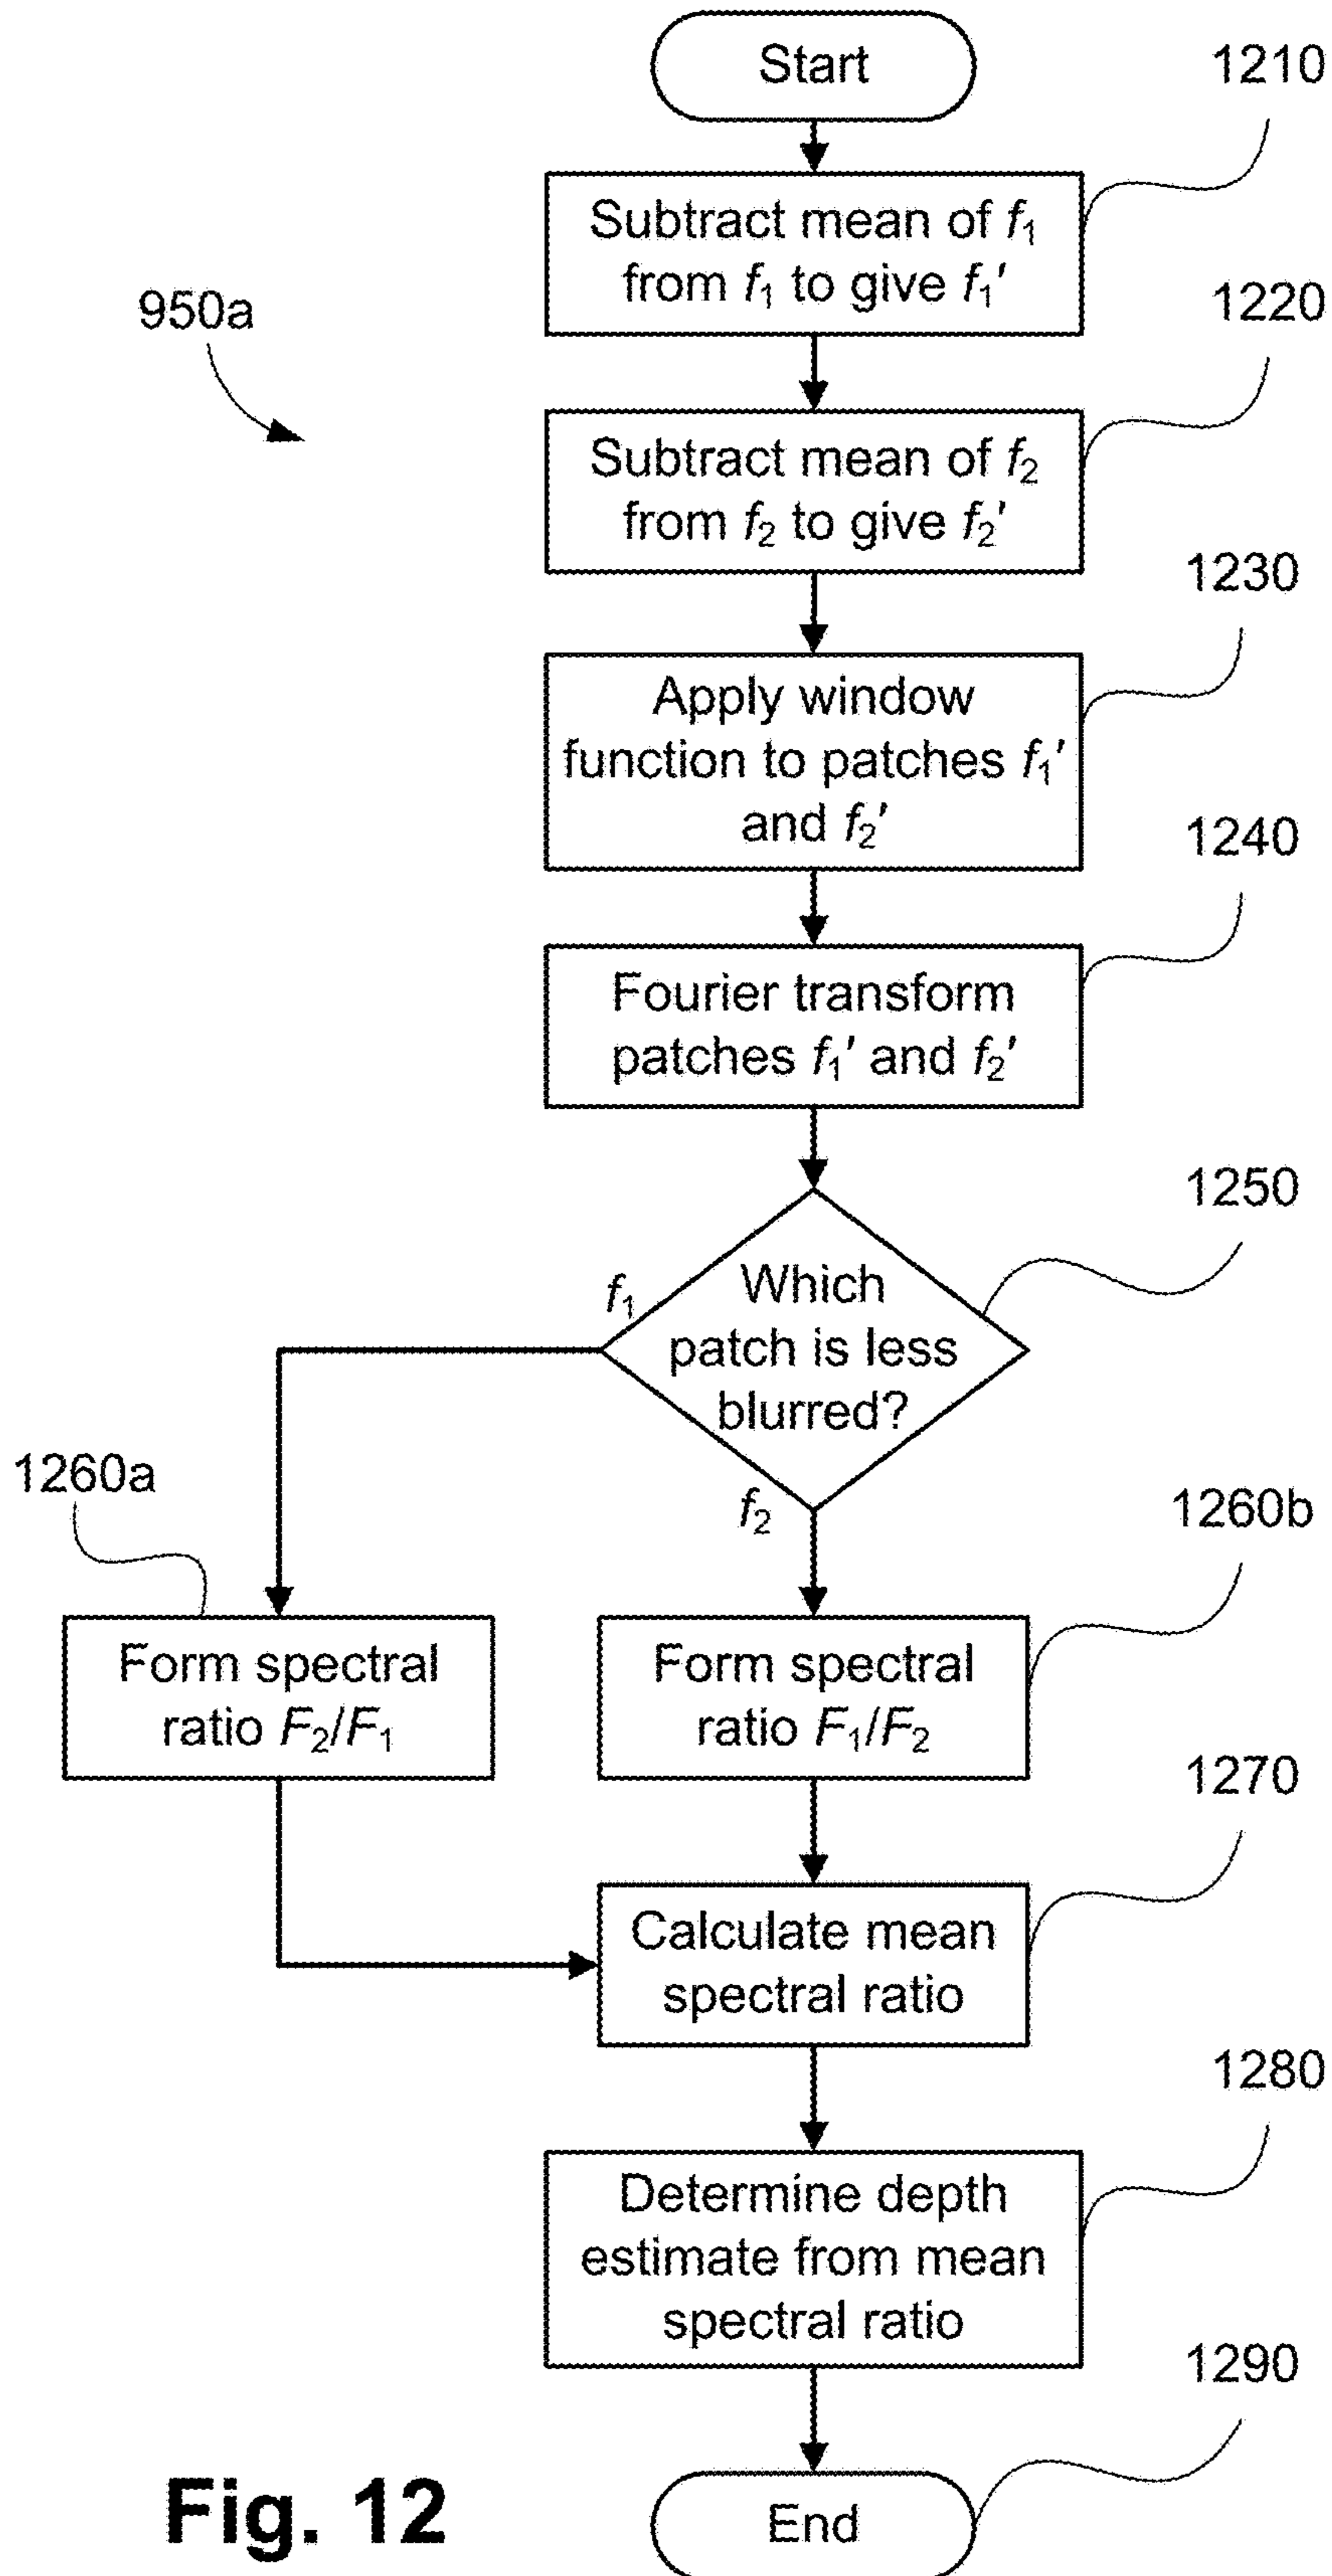 Start
1210
Subtract mean of f₁
from f₁ to give f₁′
950a
1220
Subtract mean of f₂
from f₂ to give f₂′
1230
Apply window
function to patches f₁′
and f₂′
1240
Fourier transform
patches f₁′ and f₂′
1250
Which
patch is less
blurred?
f₁
f₂
1260a
1260b
Form spectral
ratio F₂/F₁
Form spectral
ratio F₁/F₂
1270
Calculate mean
spectral ratio
1280
Determine depth
estimate from mean
spectral ratio
1290
End
Fig. 12